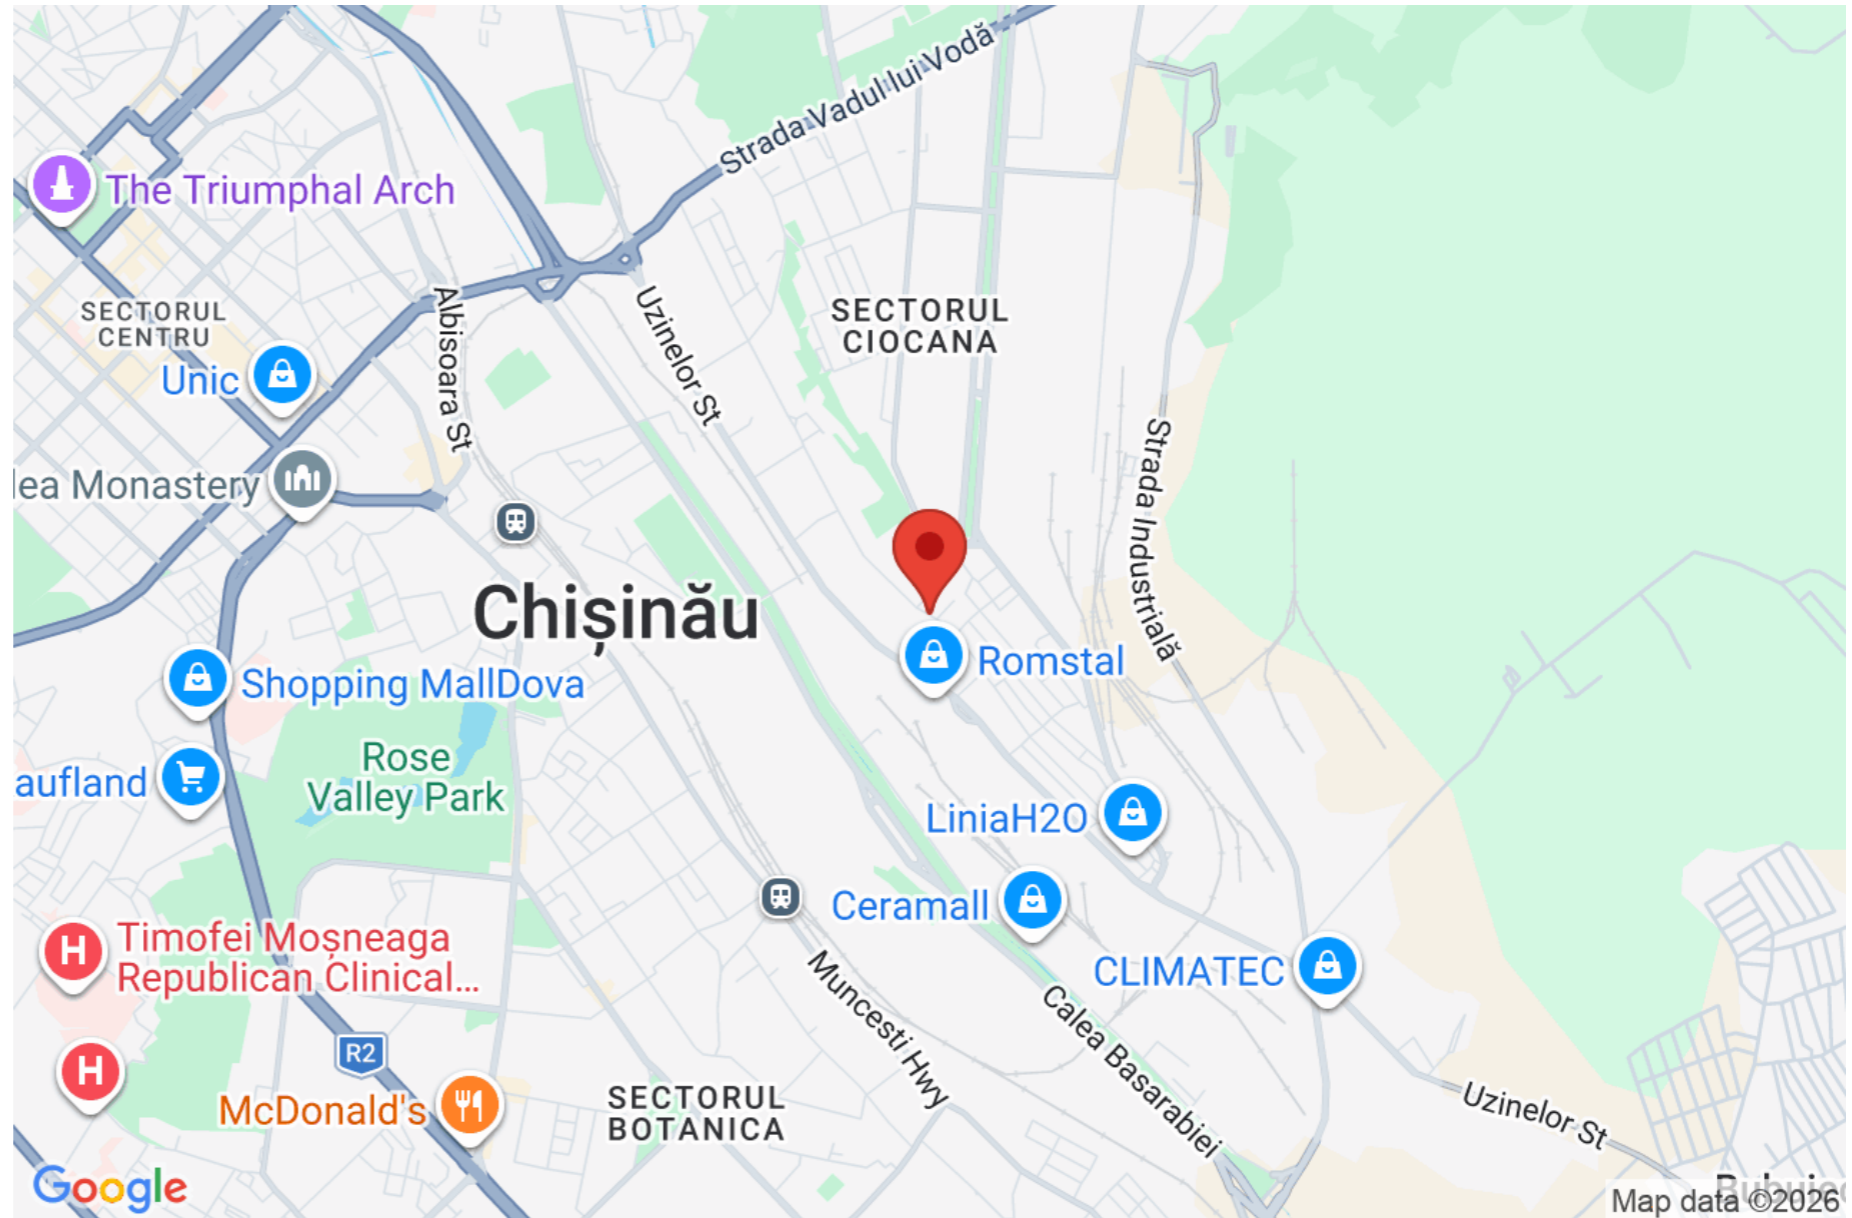 Strada Vadul lui Vodă
The Triumphal Arch
SECTORUL
CENTRU
Albisoara St
Uzinelor St
SECTORUL
CIOCANA
Unic
lea Monastery
Strada Industrială
Chișinău
Romstal
Shopping MallDova
Rose
Valley Park
aufland
LiniaH2O
Ceramall
Timofei Moșneaga
Republican Clinical...
H
CLIMATEC
Muncesti Hwy
Calea Basarabiei
R2
H
McDonald's
SECTORUL
BOTANICA
Uzinelor St
Google
Map data ©2026